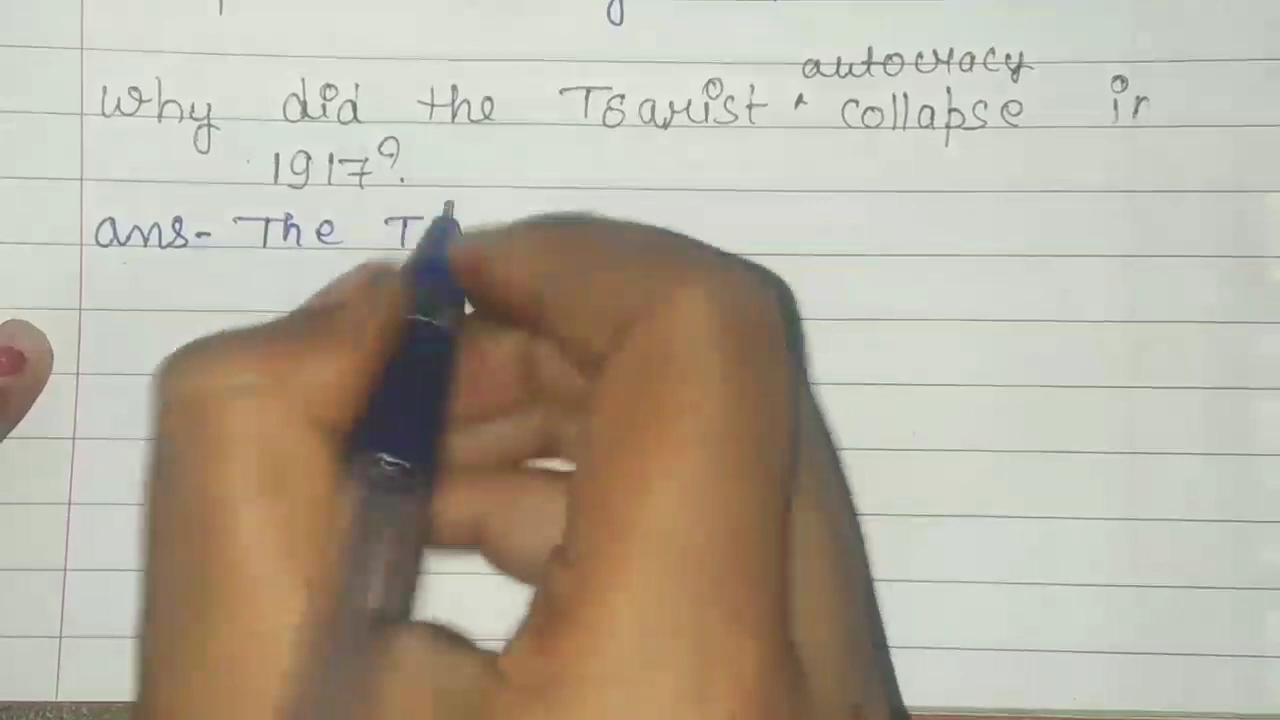 Why did the Tsarist ^ autocracy collapse in
1917?
ans- The T